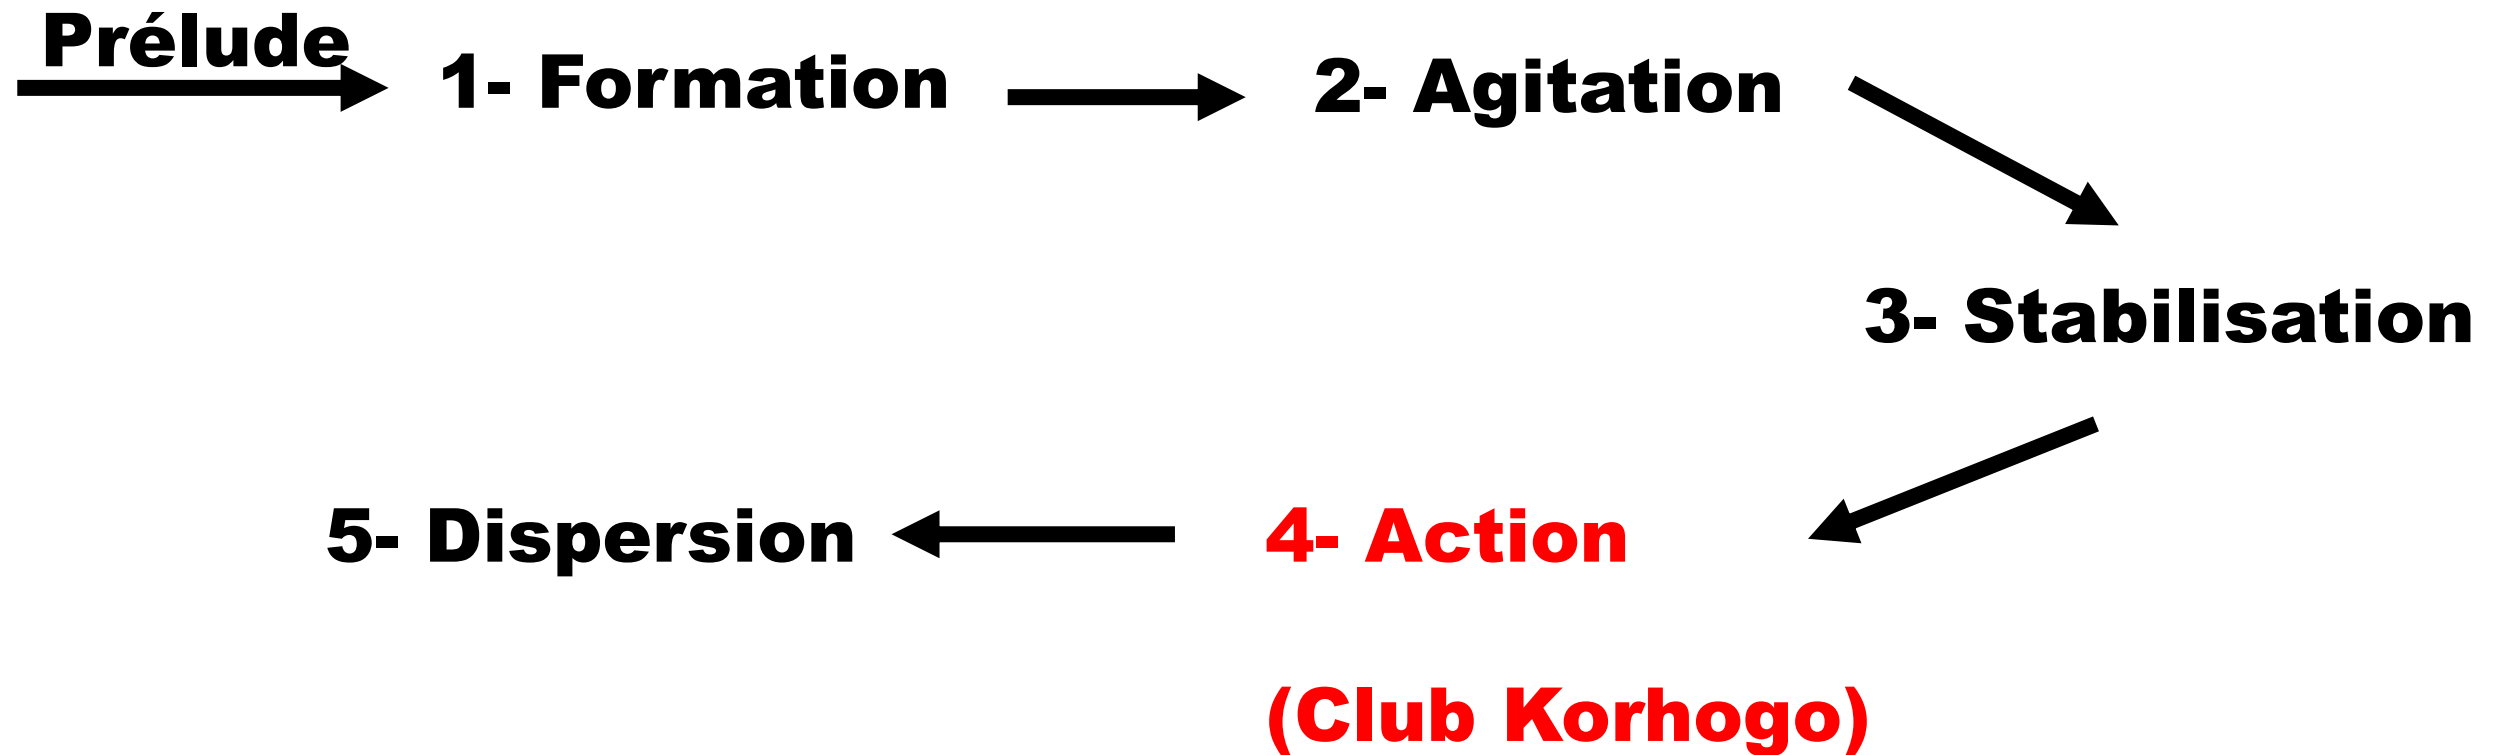 Prélude
1- Formation
2- Agitation
3- Stabilisation
4- Action
5- Dispersion
(Club Korhogo)